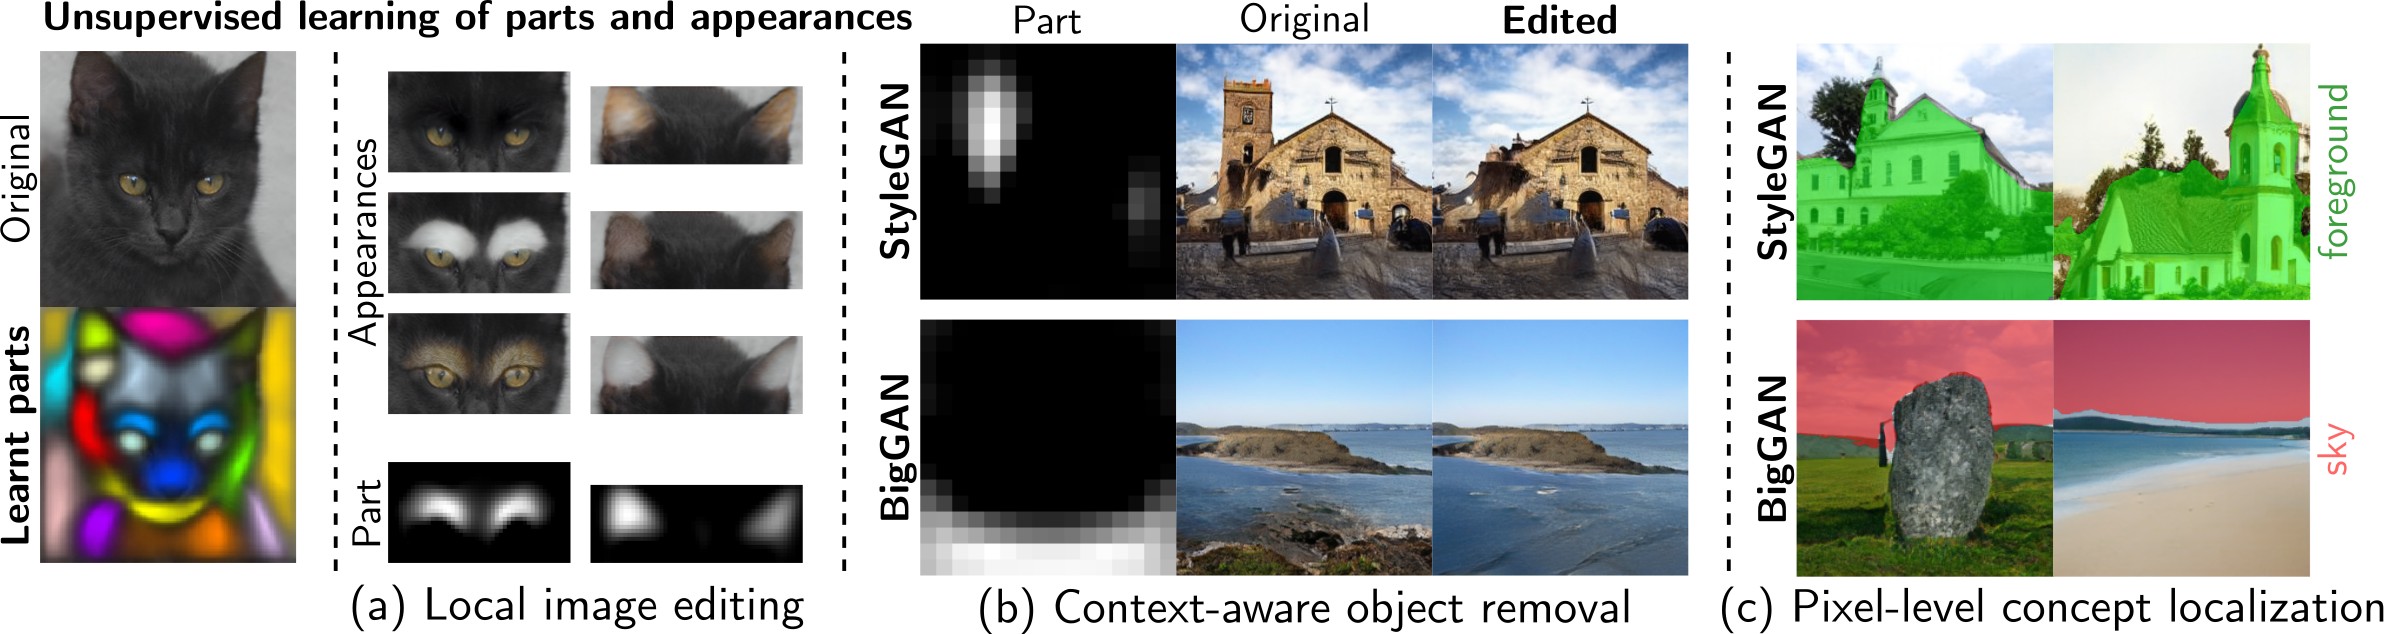 Unsupervised learning of parts and appearances
Original
Learnt parts
Appearances
Part
(a) Local image editing
Part
Original
Edited
StyleGAN
BigGAN
(b) Context-aware object removal
StyleGAN
BigGAN
foreground
sky
(c) Pixel-level concept localization